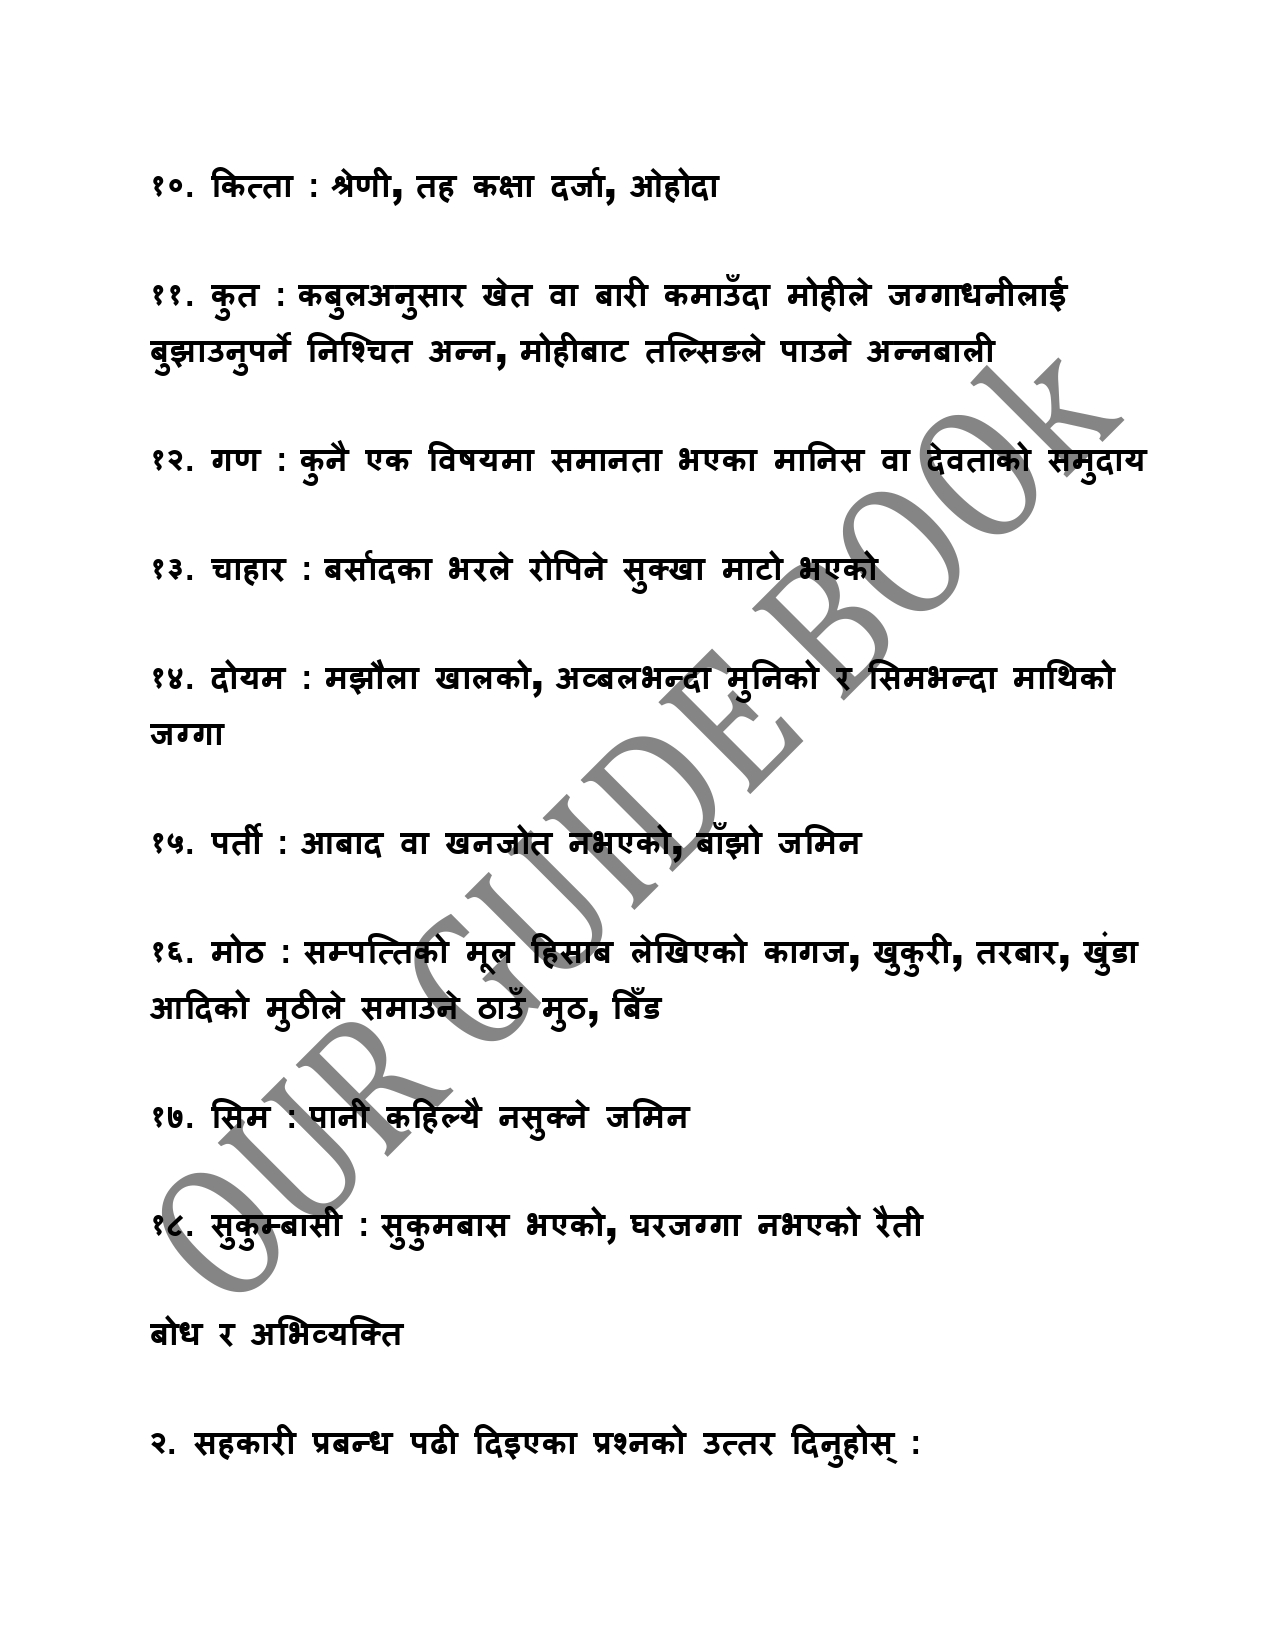 १०. कित्ता : श्रेणी, तह कक्षा दर्जा, ओहोदा
११. कुत : कबुलअनुसार खेत वा बारी कमाउँदा मोहीले जग्गाधनीलाई
बुझाउनुपर्ने निश्चित अन्न, मोहीबाट तल्सिङले पाउने अन्नबाली
१२. गण : कुनै एक विषयमा समानता भएका मानिस वा देवताको समुदाय
१३. चाहार : बर्सादका भरले रोपिने सुक्खा माटो भएको
१४. दोयम : मझौला खालको, अव्बलभन्दा मुनिको र सिमभन्दा माथिको
जग्गा
१५. पर्ती : आबाद वा खनजोत नभएको, बाँझो जमिन
१६. मोठ : सम्पत्तिको मूल हिसाब लेखिएको कागज, खुकुरी, तरबार, खुंडा
आदिको मुठीले समाउने ठाउँ मुठ, बिँड
१७. सिम : पानी कहिल्यै नसुक्ने जमिन
१८. सुकुम्बासी : सुकुमबास भएको, घरजग्गा नभएको रैती
बोध र अभिव्यक्ति
२. सहकारी प्रबन्ध पढी दिइएका प्रश्नको उत्तर दिनुहोस् :
OUR GUIDE BOOk